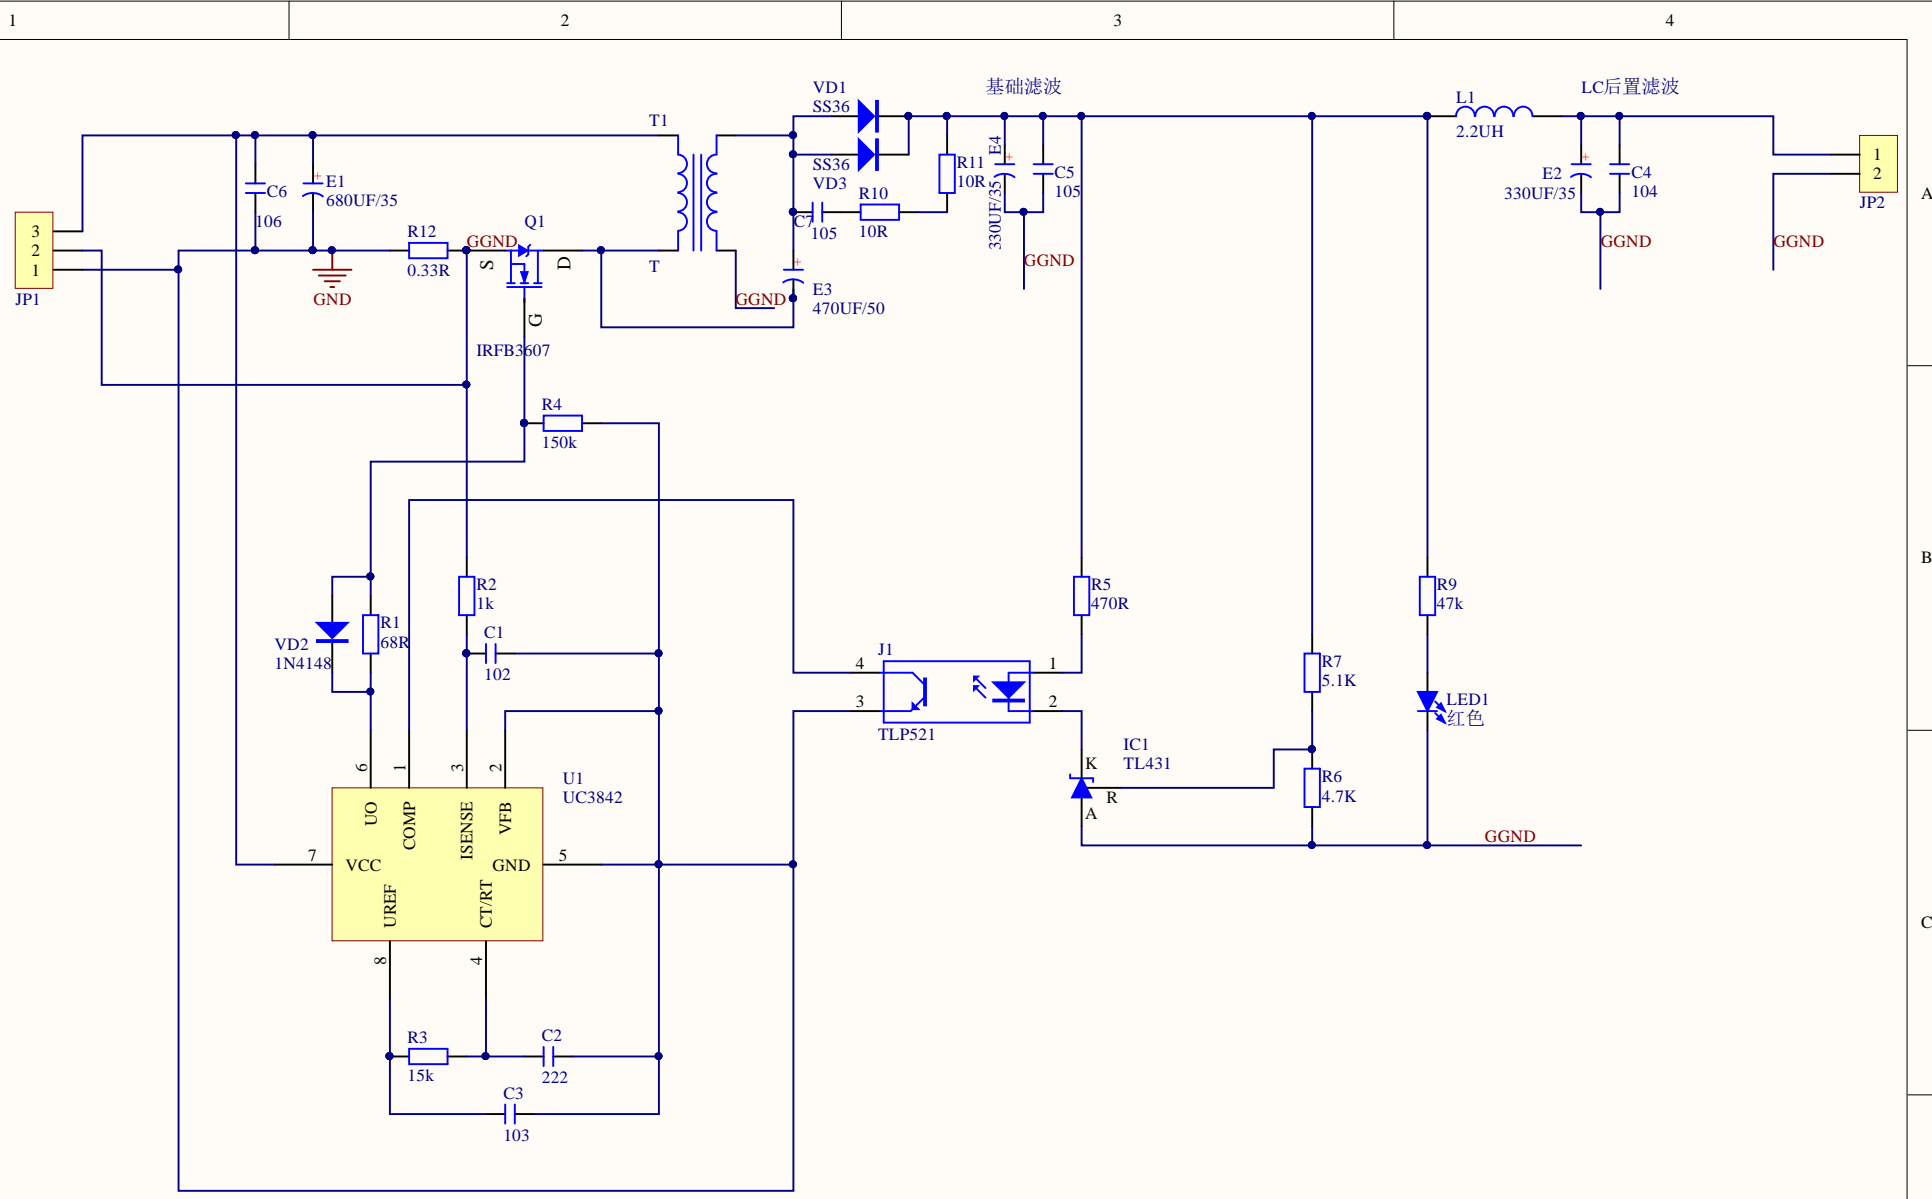 1
2
3
4
A
B
C
VD1
SS36
SS36
VD3
基础滤波
LC后置滤波
L1
2.2UH
T1
T
C6
106
E1
680UF/35
3
2
1
JP1
GND
R12
0.33R
GGND
Q1
S
D
G
IRFB3607
GGND
C7
105
R10
10R
R11
10R
E3
470UF/50
E4
330UF/35
C5
105
GGND
E2
330UF/35
C4
104
GGND
GGND
1
2
JP2
R4
150k
R2
1k
C1
102
R1
68R
VD2
1N4148
J1
4
3
1
2
TLP521
R5
470R
R7
5.1K
R9
47k
LED1
红色
IC1
TL431
K
R
A
R6
4.7K
GGND
6
1
3
2
U1
UC3842
UO
COMP
ISENSE
VFB
7
VCC
GND
5
UREF
CT/RT
8
4
R3
15k
C2
222
C3
103